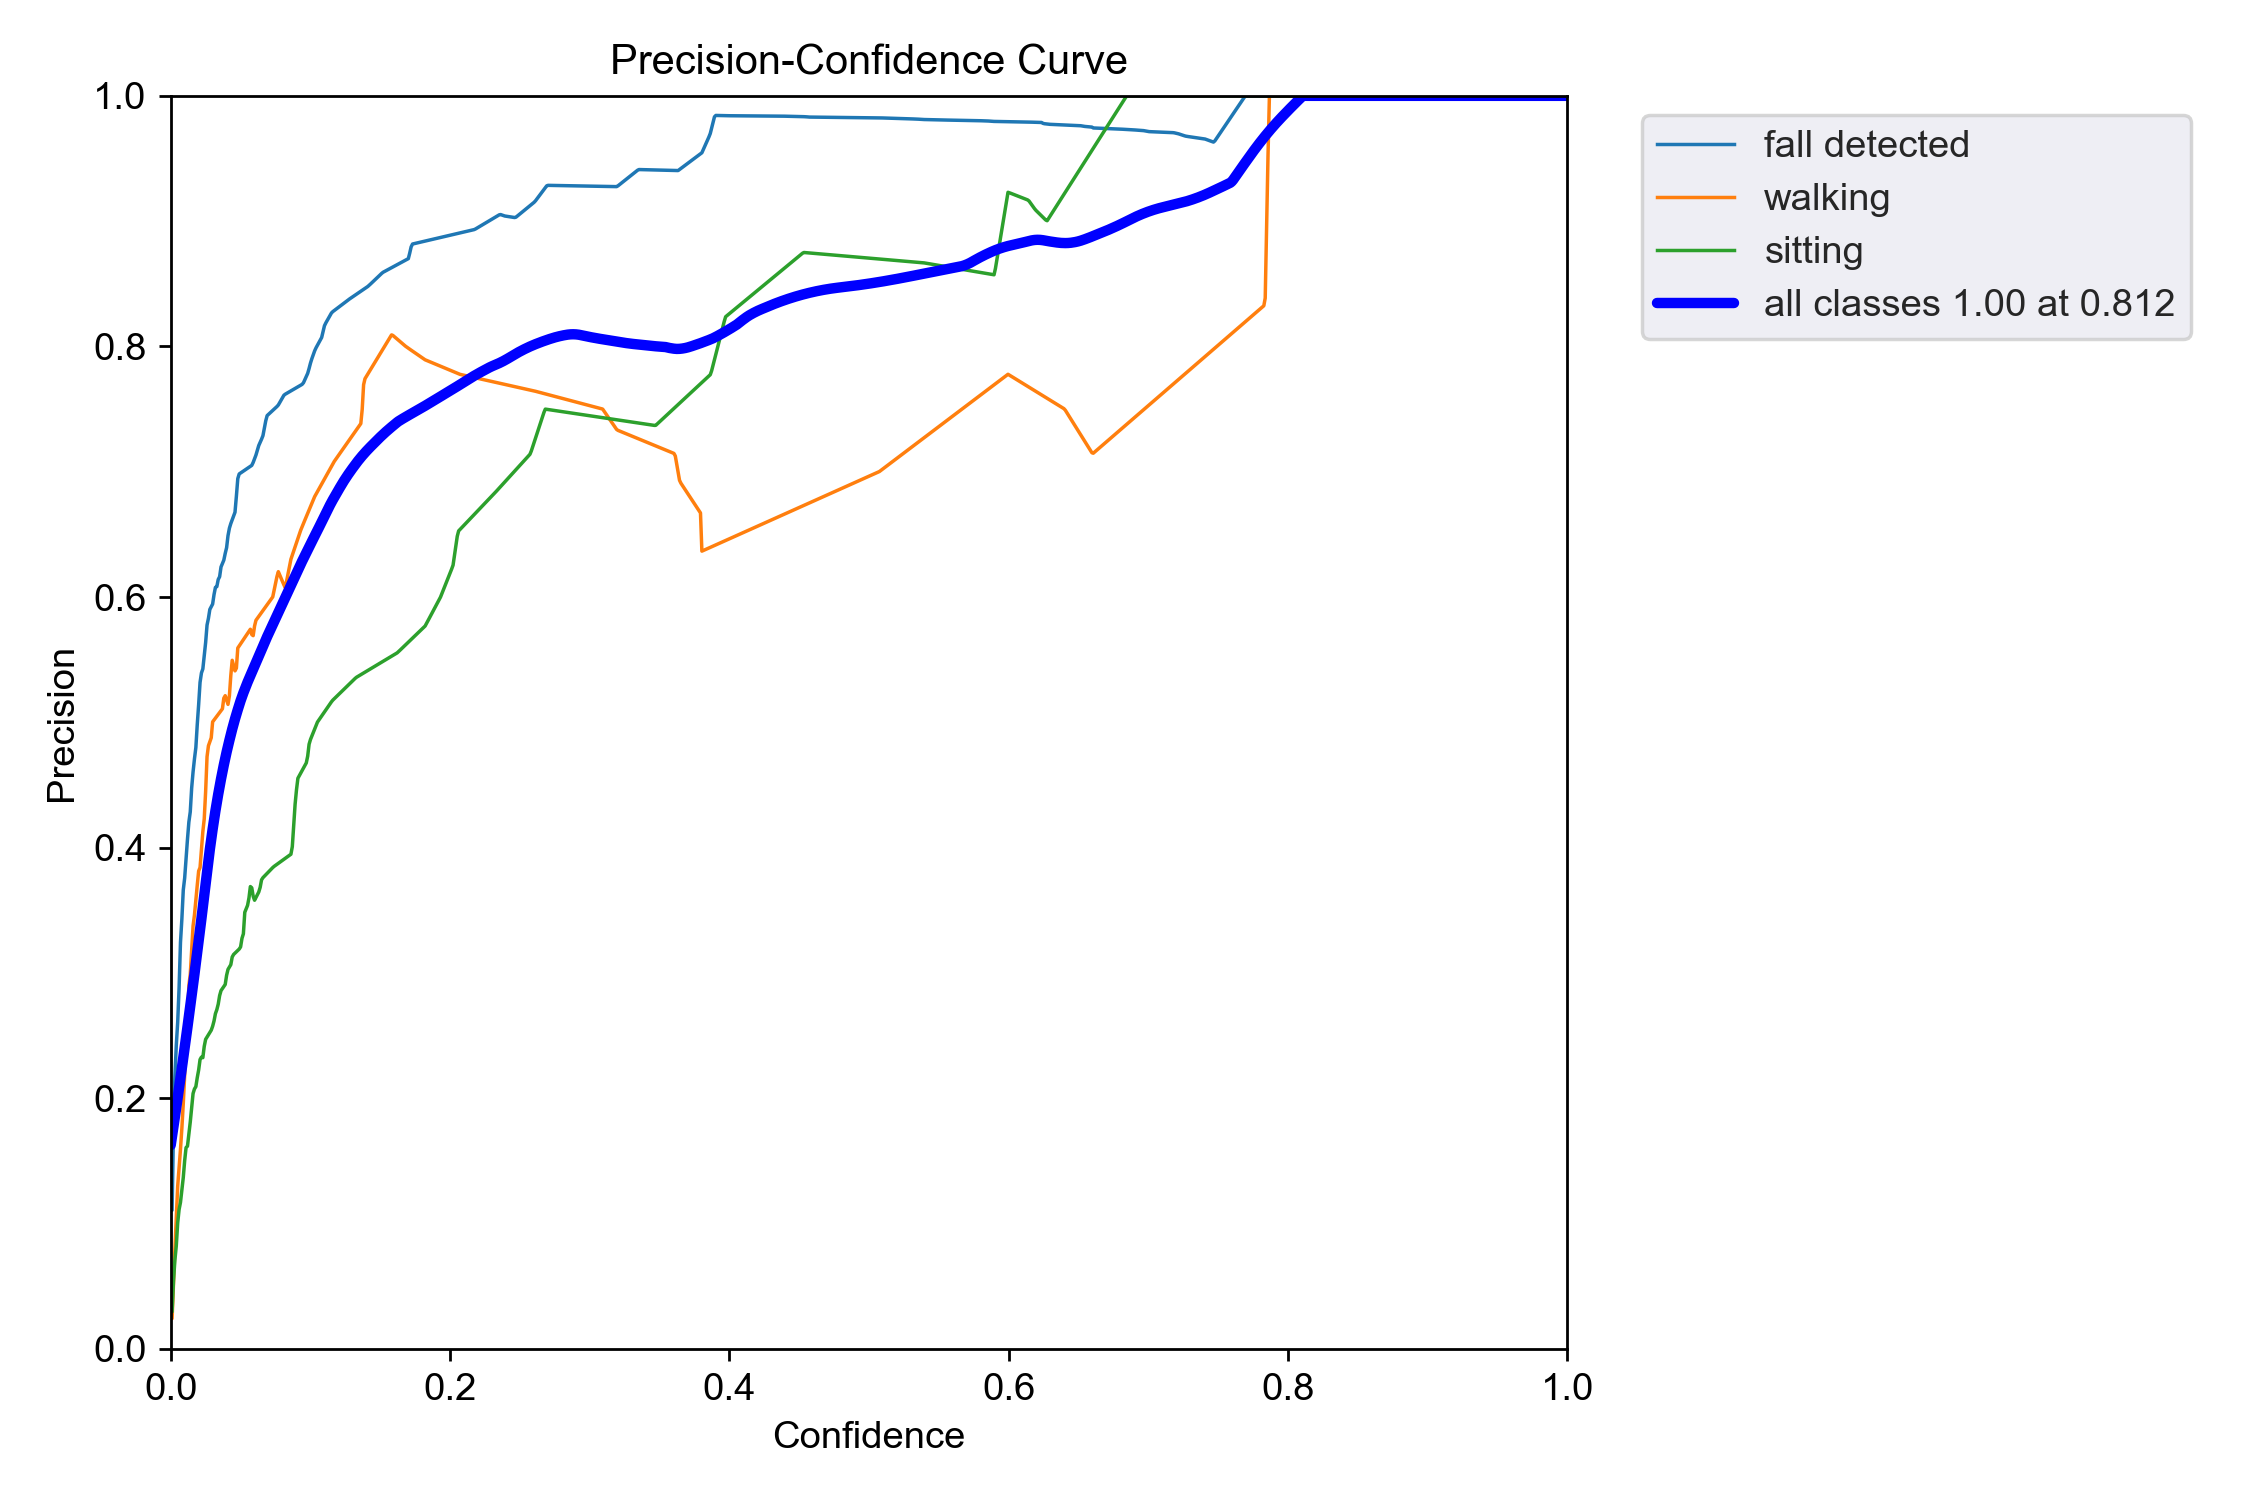 Precision-Confidence Curve
1.0
0.8
0.6
0.4
0.2
0.0
Precision
0.0 0.2 0.4 0.6 0.8 1.0
Confidence
fall detected
walking
sitting
all classes 1.00 at 0.812